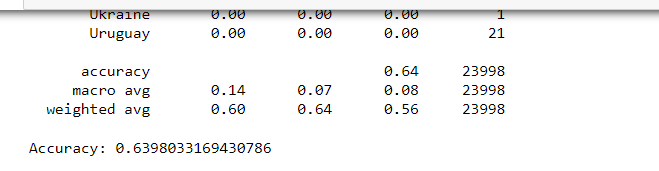 Ukraine 0.00 0.00 0.00 1
Uruguay 0.00 0.00 0.00 21
accuracy 0.64 23998
macro avg 0.14 0.07 0.08 23998
weighted avg 0.60 0.64 0.56 23998
Accuracy: 0.6398033169430786